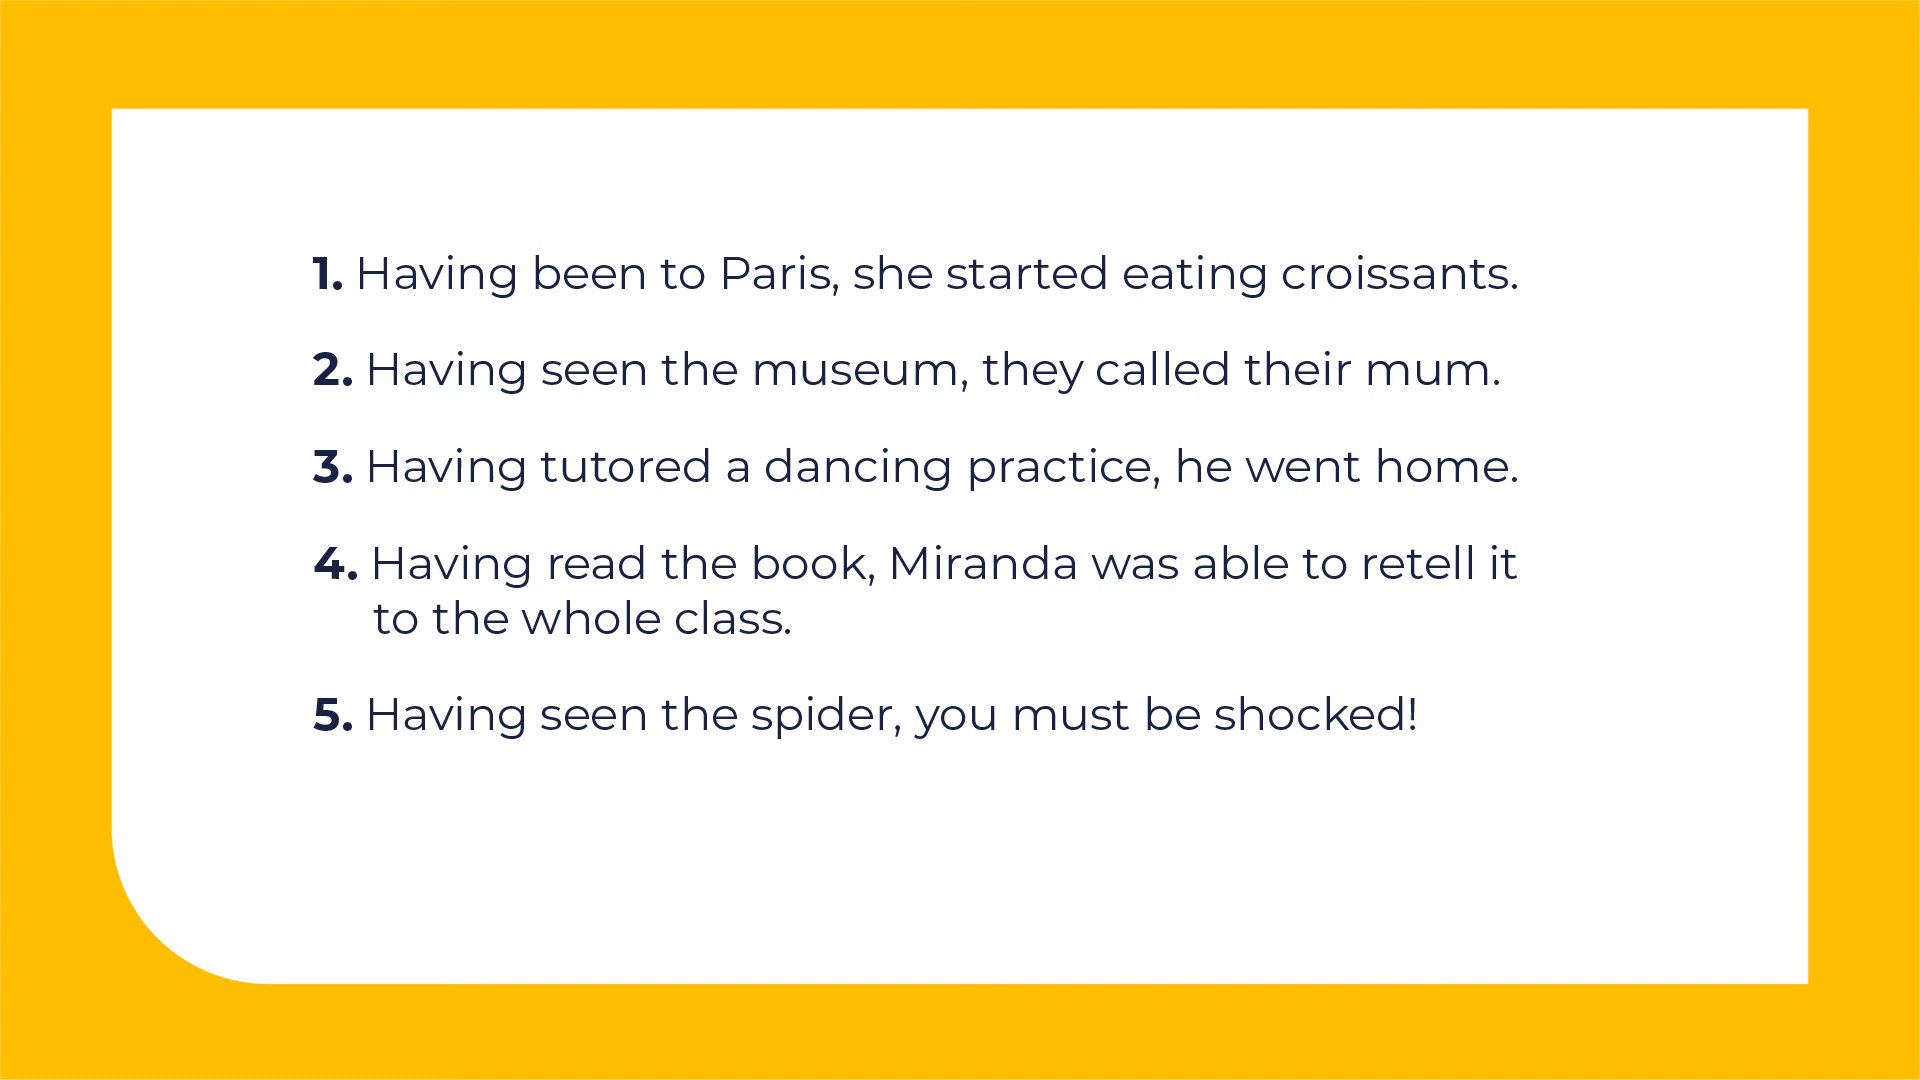 1. Having been to Paris, she started eating croissants.
2. Having seen the museum, they called their mum.
3. Having tutored a dancing practice, he went home.
4. Having read the book, Miranda was able to retell it
to the whole class.
5. Having seen the spider, you must be shocked!